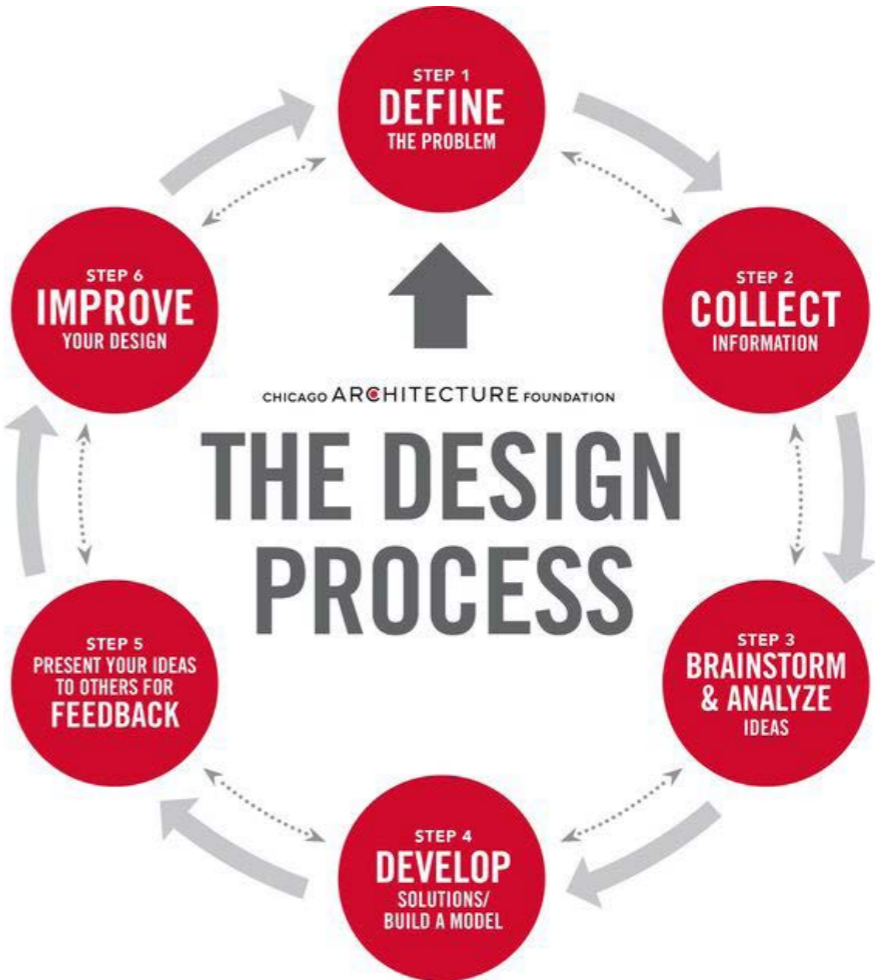 STEP 1
DEFINE
THE PROBLEM
STEP 2
COLLECT
INFORMATION
STEP 3
BRAINSTORM
& ANALYZE
IDEAS
STEP 4
DEVELOP
SOLUTIONS/
BUILD A MODEL
STEP 5
PRESENT YOUR IDEAS
TO OTHERS FOR
FEEDBACK
STEP 6
IMPROVE
YOUR DESIGN
CHICAGO ARCHITECTURE FOUNDATION
THE DESIGN
PROCESS